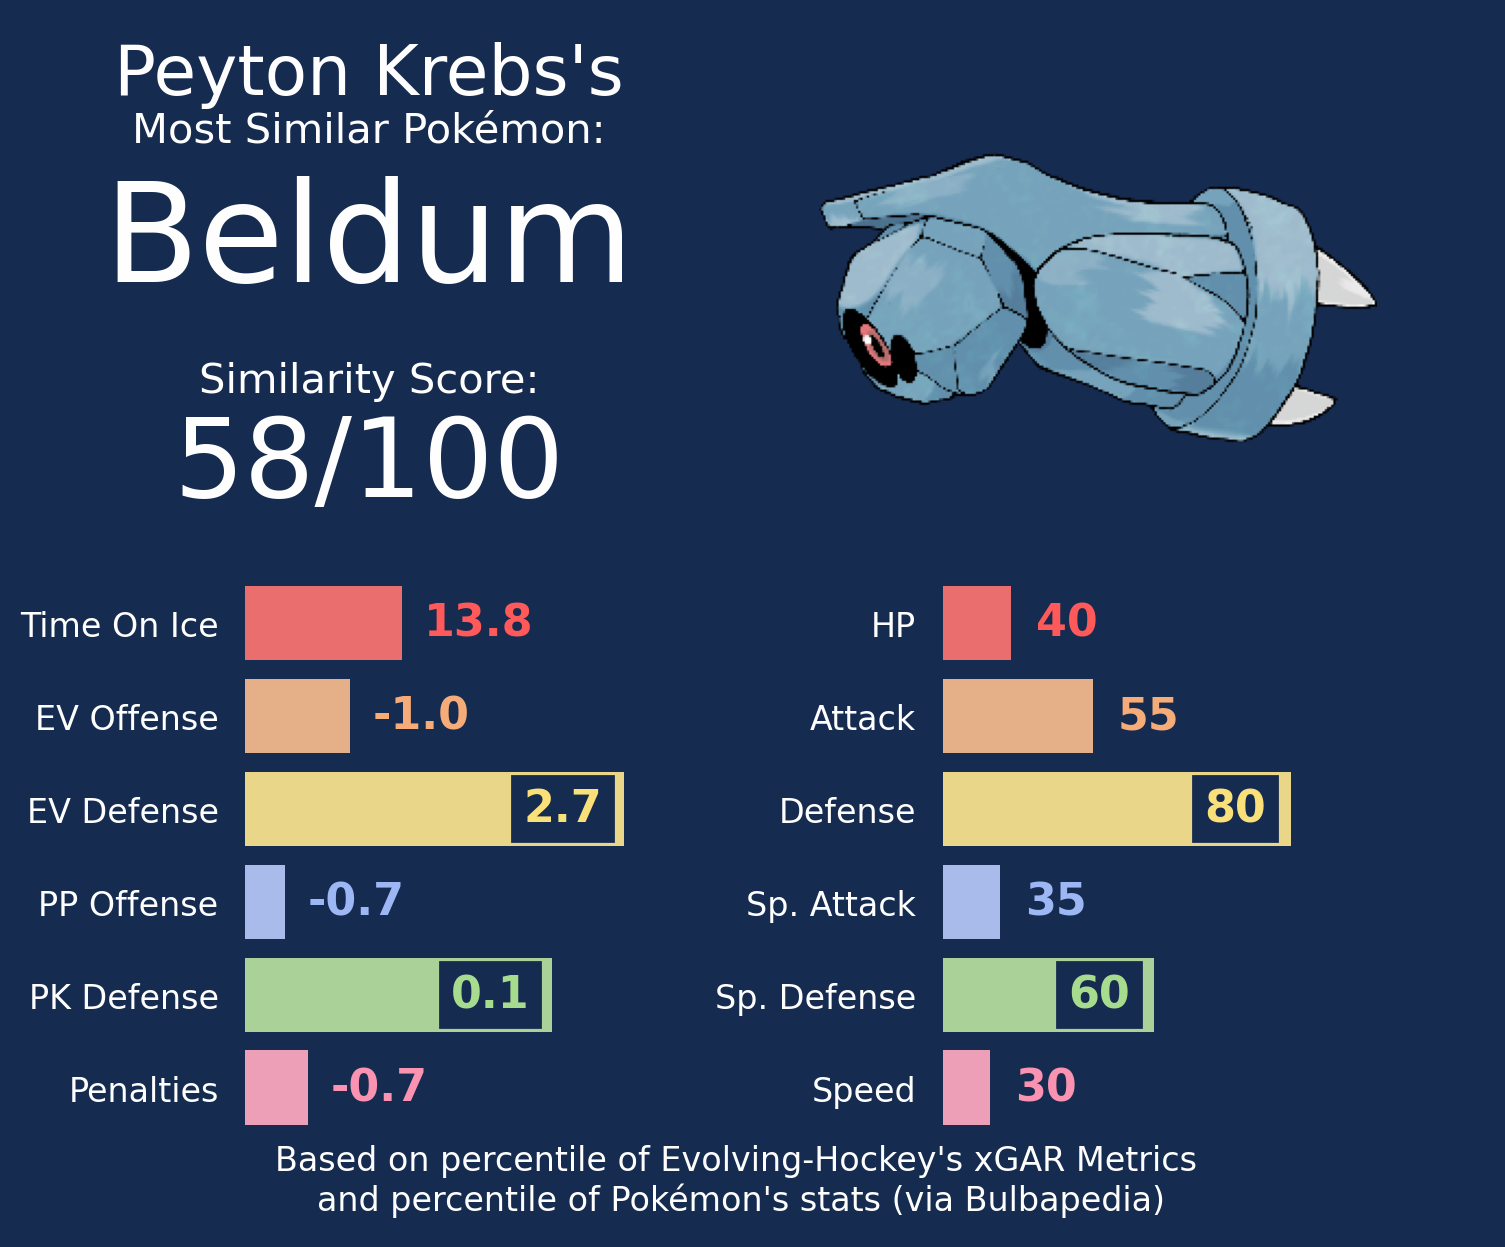 Peyton Krebs's
Most Similar Pokémon:
Beldum
Similarity Score:
58/100
Time On Ice 13.8
EV Offense -1.0
EV Defense 2.7
PP Offense -0.7
PK Defense 0.1
Penalties -0.7
HP 40
Attack 55
Defense 80
Sp. Attack 35
Sp. Defense 60
Speed 30
Based on percentile of Evolving-Hockey's xGAR Metrics
and percentile of Pokémon's stats (via Bulbapedia)